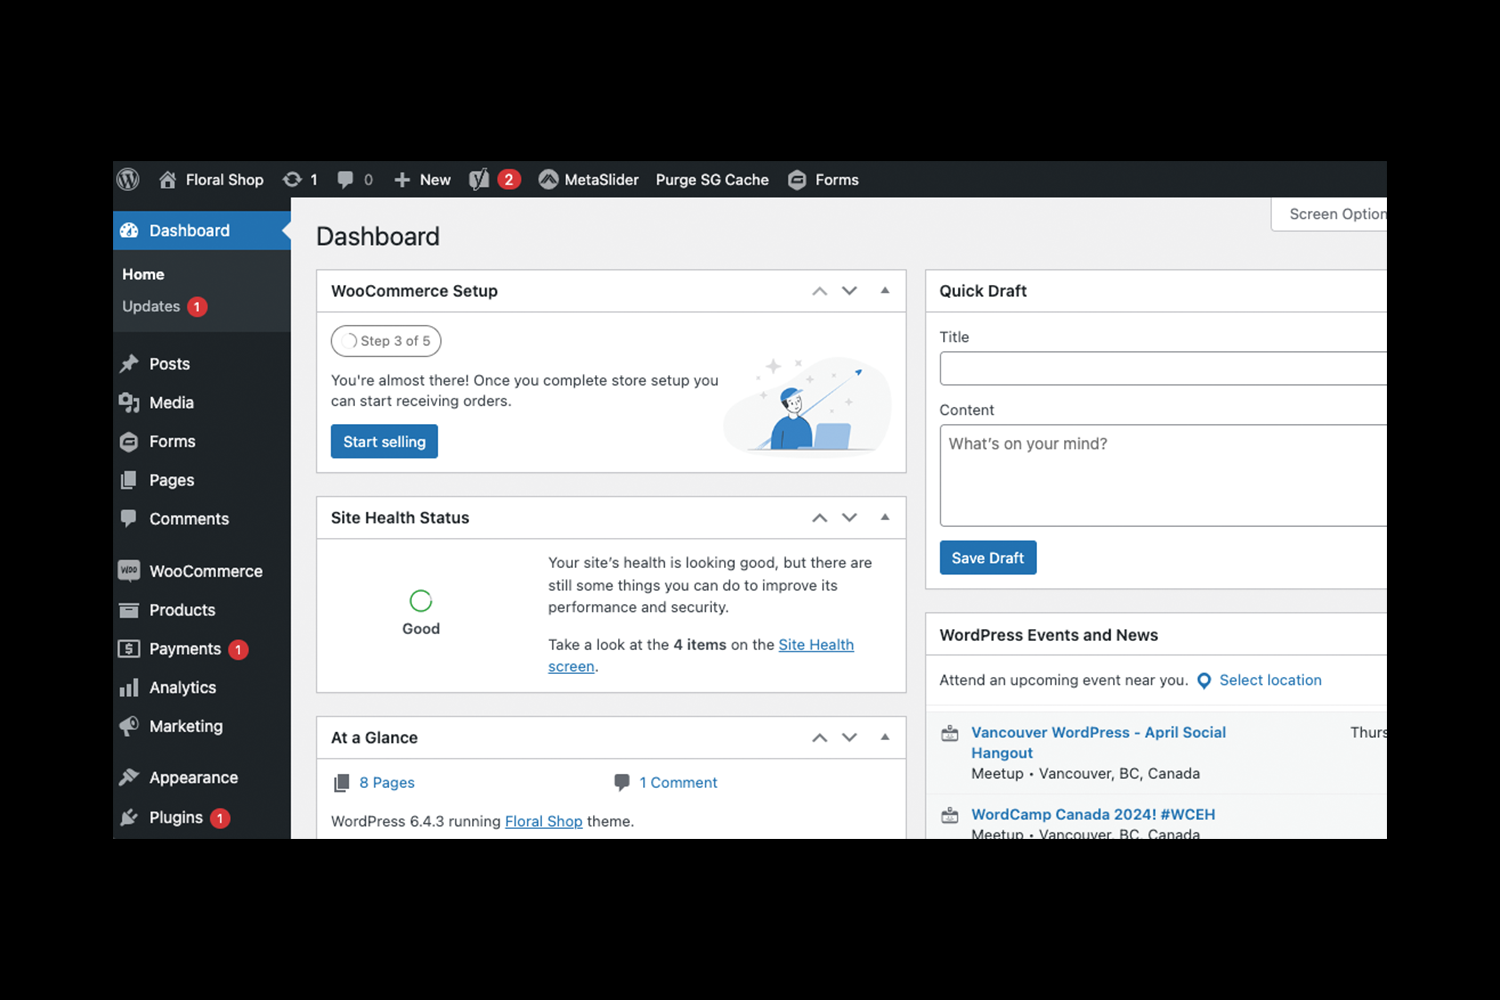 Floral Shop 1 0 New 2 MetaSlider Purge SG Cache Forms
Screen Option
Dashboard
Home
Updates 1
Posts
Media
Forms
Pages
Comments
WOO WooCommerce
Products
Payments 1
Analytics
Marketing
Appearance
Plugins 1
Dashboard
WooCommerce Setup
Step 3 of 5
You're almost there! Once you complete store setup you
can start receiving orders.
Start selling
Site Health Status
Good
Your site's health is looking good, but there are
still some things you can do to improve its
performance and security.
Take a look at the 4 items on the Site Health
screen.
At a Glance
8 Pages
1 Comment
WordPress 6.4.3 running Floral Shop theme.
Quick Draft
Title
Content
What's on your mind?
Save Draft
WordPress Events and News
Attend an upcoming event near you. Select location
Vancouver WordPress - April Social
Hangout
Thurs
Meetup • Vancouver, BC, Canada
WordCamp Canada 2024! #WCEH
Meetup • Vancouver, BC, Canada